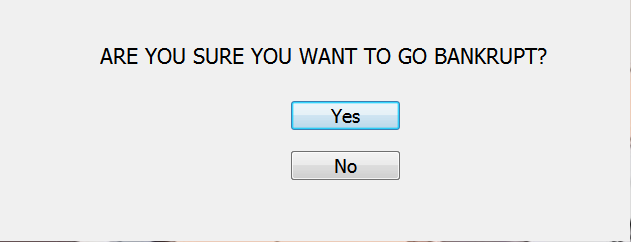 ARE YOU SURE YOU WANT TO GO BANKRUPT?
Yes
No